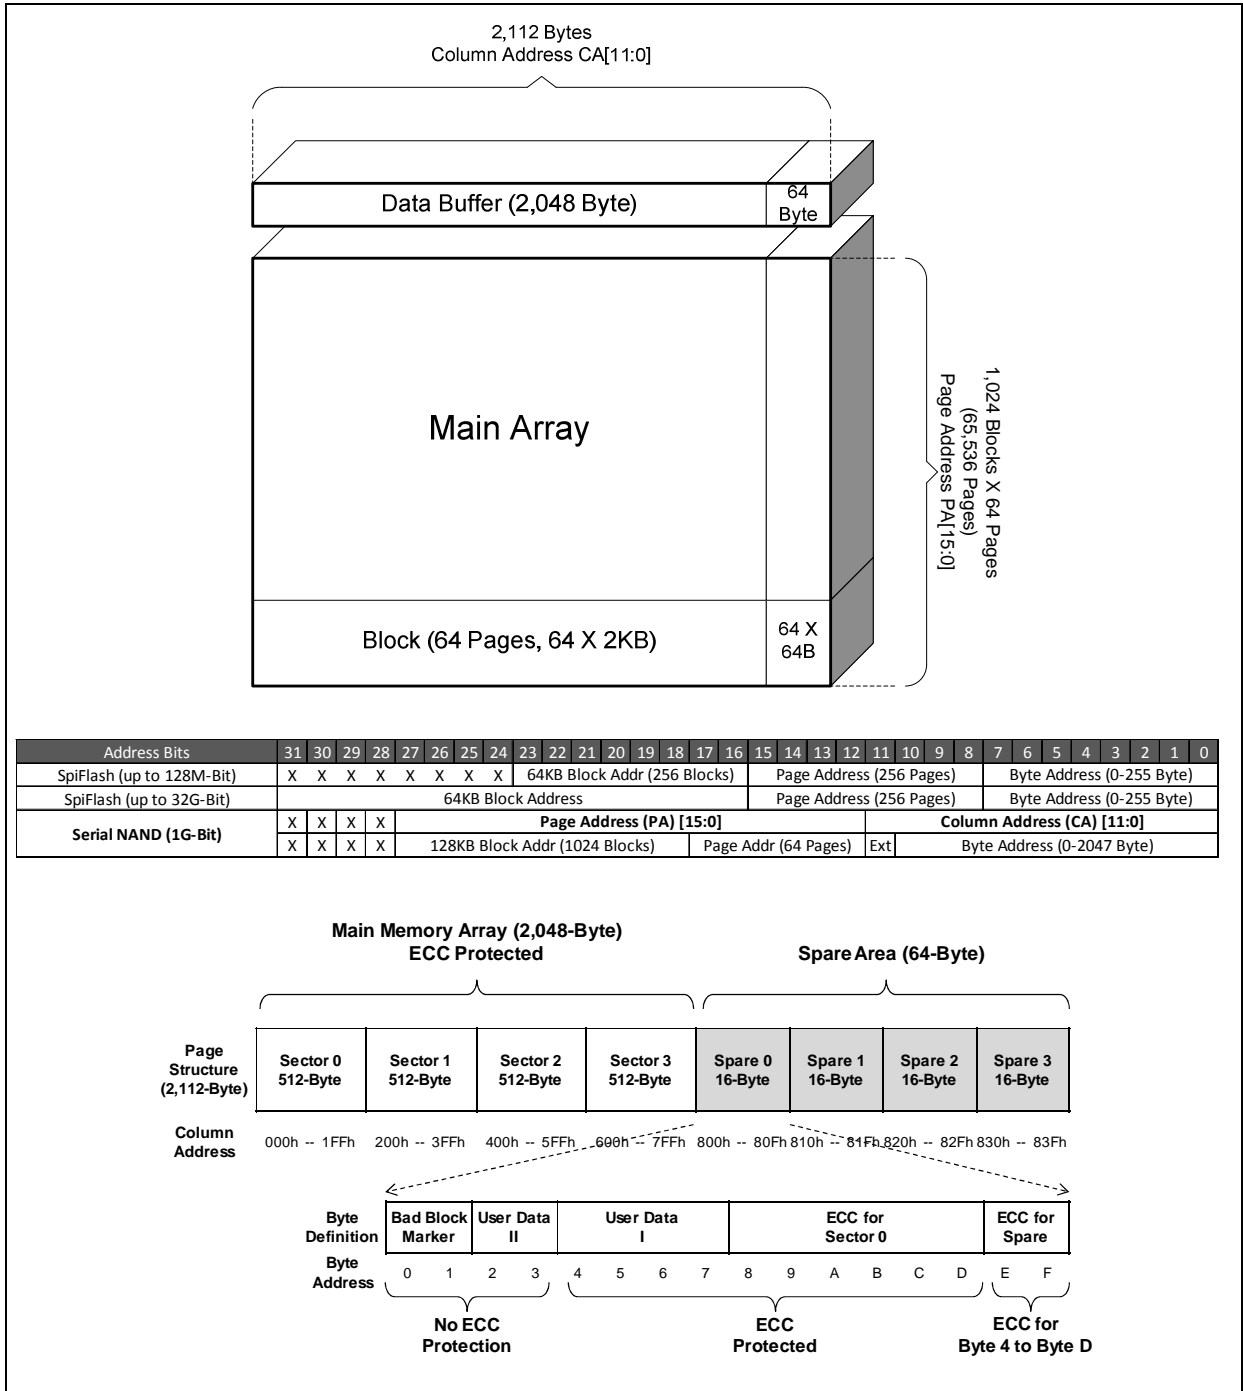 2,112 Bytes
Column Address CA[11:0]
Data Buffer (2,048 Byte)
64
Byte
Main Array
1,024 Blocks X 64 Pages
(65,536 Pages)
Page Address PA[15:0]
Block (64 Pages, 64 X 2KB)
64 X
64B
Address Bits 31 30 29 28 27 26 25 24 23 22 21 20 19 18 17 16 15 14 13 12 11 10 9 8 7 6 5 4 3 2 1 0
SpiFlash (up to 128M-Bit) X X X X X X X X 64KB Block Addr (256 Blocks) Page Address (256 Pages) Byte Address (0-255 Byte)
SpiFlash (up to 32G-Bit) 64KB Block Address Page Address (256 Pages) Byte Address (0-255 Byte)
Serial NAND (1G-Bit) X X X X Page Address (PA) [15:0] Column Address (CA) [11:0]
X X X X 128KB Block Addr (1024 Blocks) Page Addr (64 Pages) Ext Byte Address (0-2047 Byte)
Main Memory Array (2,048-Byte)
ECC Protected
Spare Area (64-Byte)
Page
Structure
(2,112-Byte)
Sector 0 Sector 1 Sector 2 Sector 3 Spare 0 Spare 1 Spare 2 Spare 3
512-Byte 512-Byte 512-Byte 512-Byte 16-Byte 16-Byte 16-Byte 16-Byte
Column
Address
000h -- 1FFh 200h -- 3FFh 400h -- 5FFh 600h -- 7FFh 800h -- 80Fh 810h -- 81Fh 820h -- 82Fh 830h -- 83Fh
Byte
Definition
Bad Block User Data User Data ECC for ECC for
Marker II I Sector 0 Spare
Byte
Address
0 1 2 3 4 5 6 7 8 9 A B C D E F
No ECC ECC ECC for
Protection Protected Byte 4 to Byte D